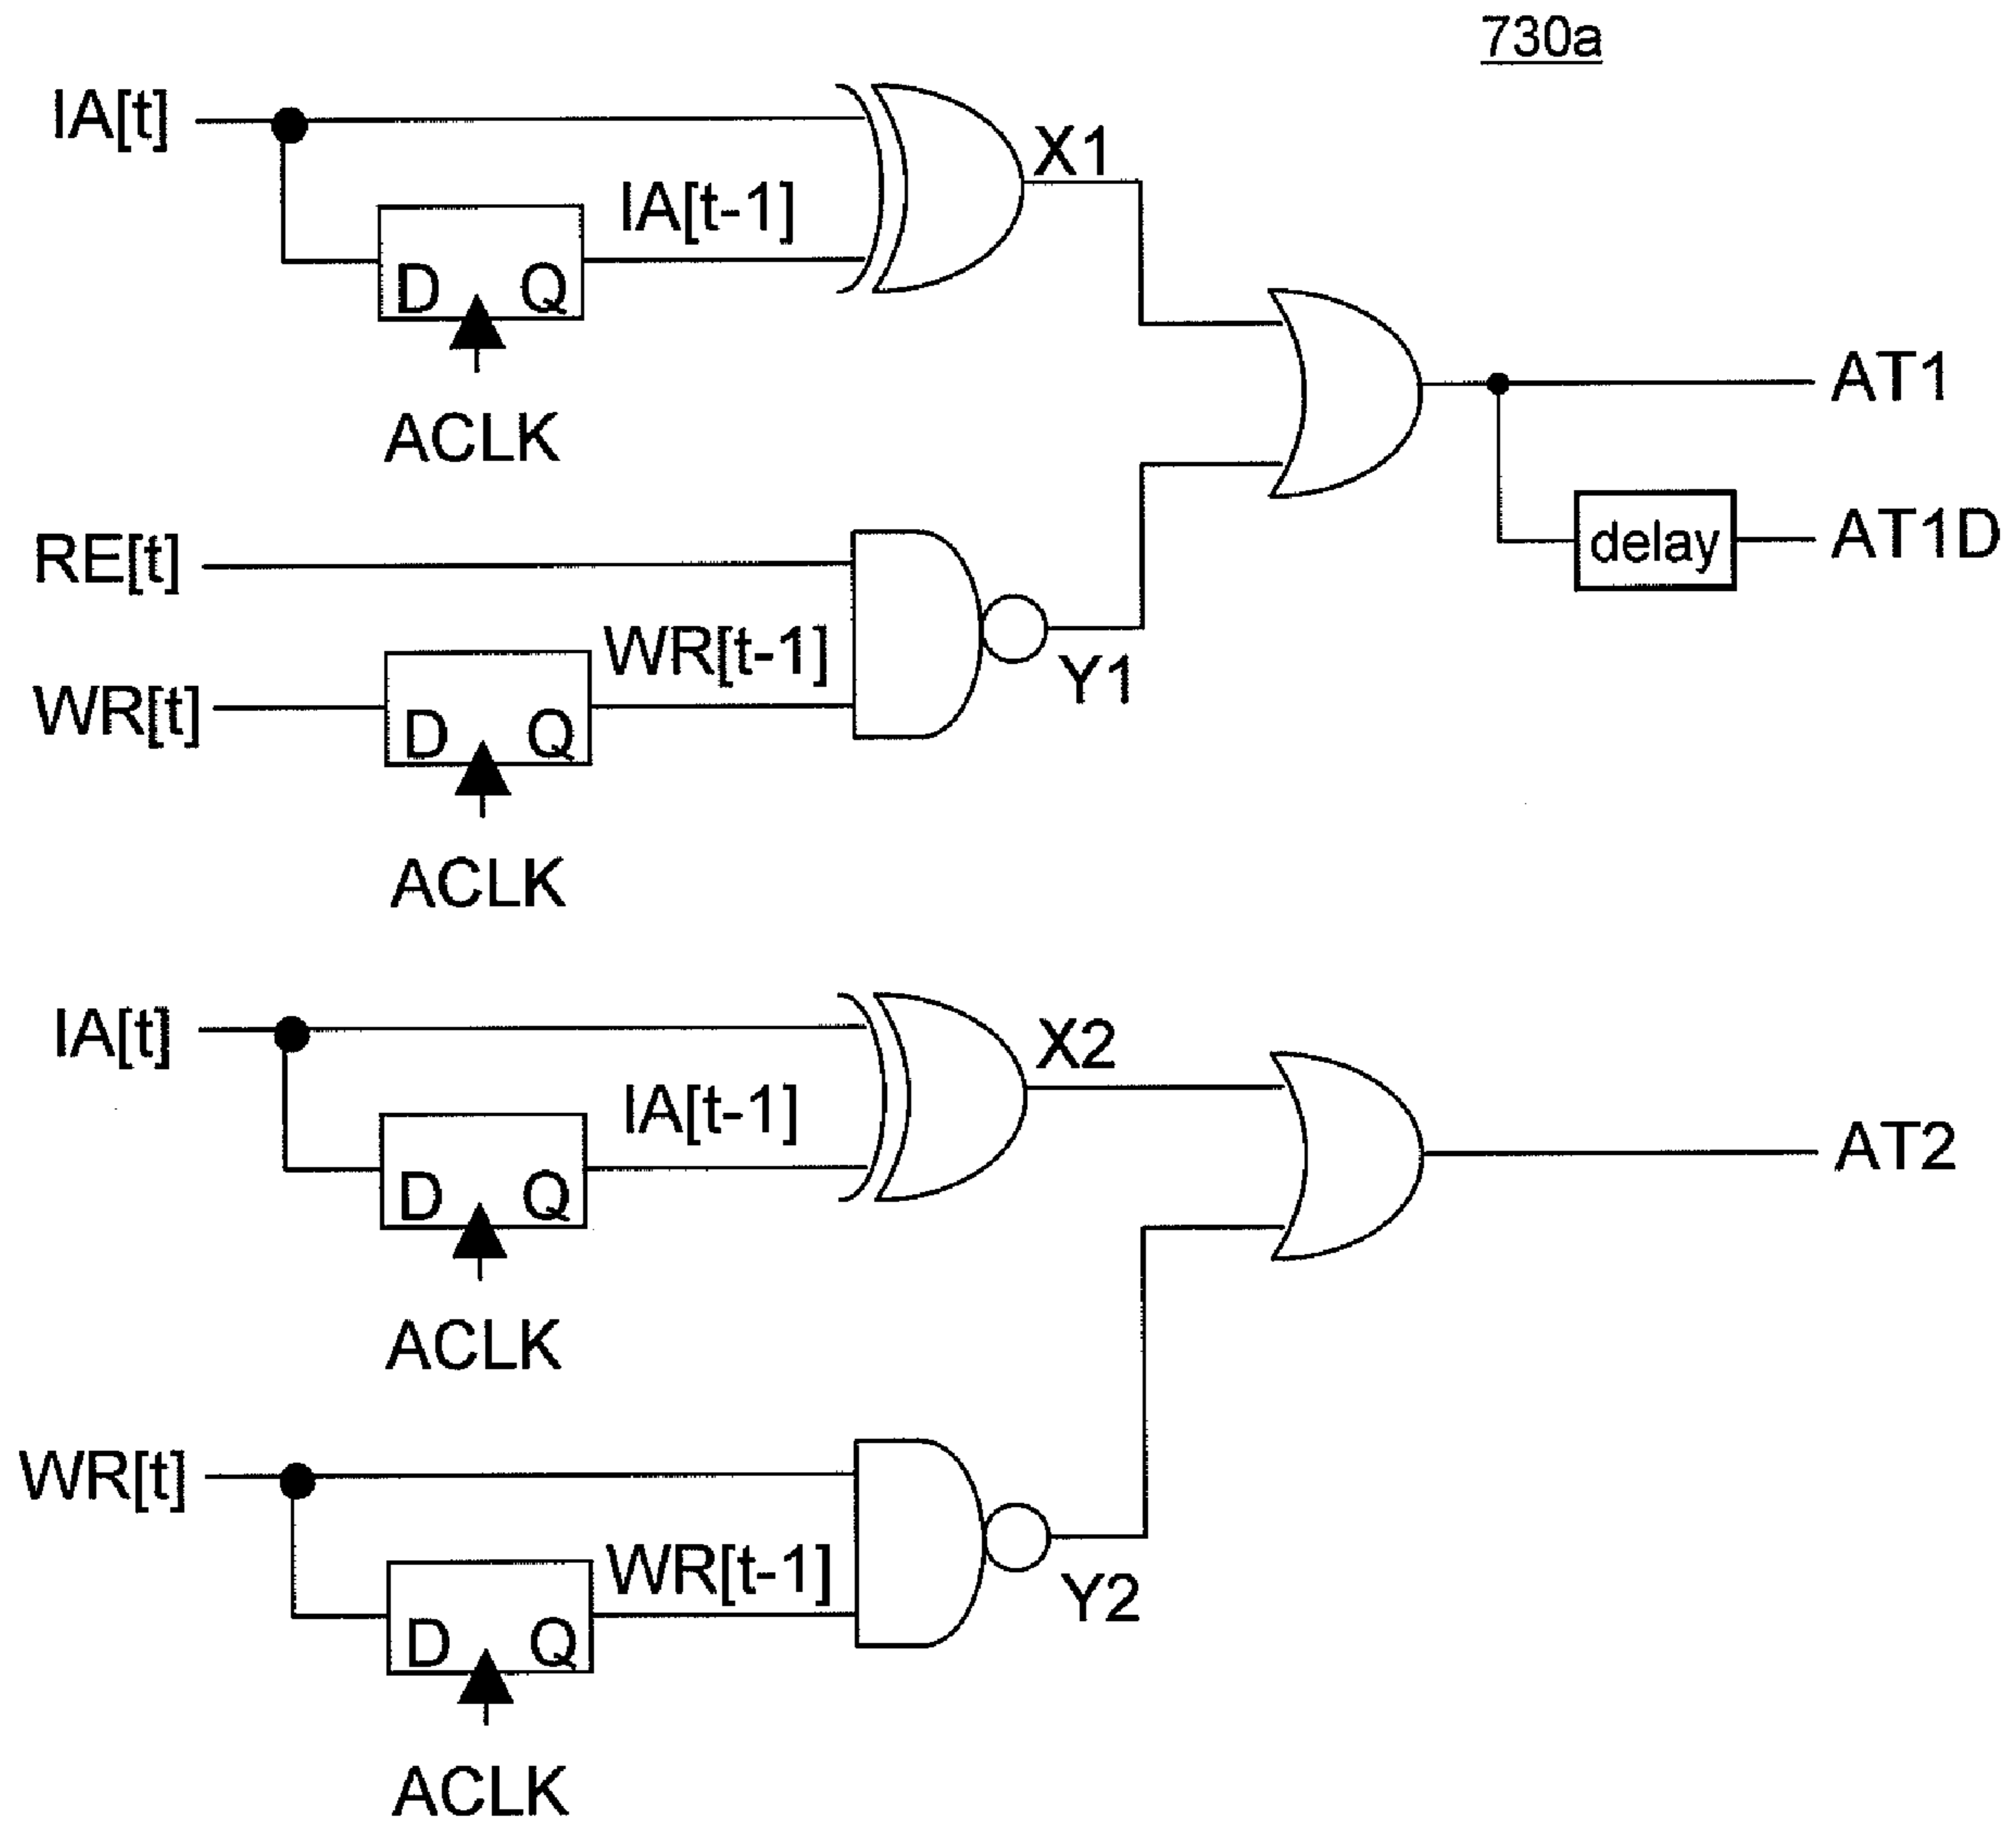 730a
IA[t]
X1
IA[t-1]
D Q
ACLK
AT1
RE[t]
delay
AT1D
WR[t-1]
Y1
WR[t]
D Q
ACLK
IA[t]
X2
IA[t-1]
D Q
AT2
ACLK
WR[t]
WR[t-1]
Y2
D Q
ACLK